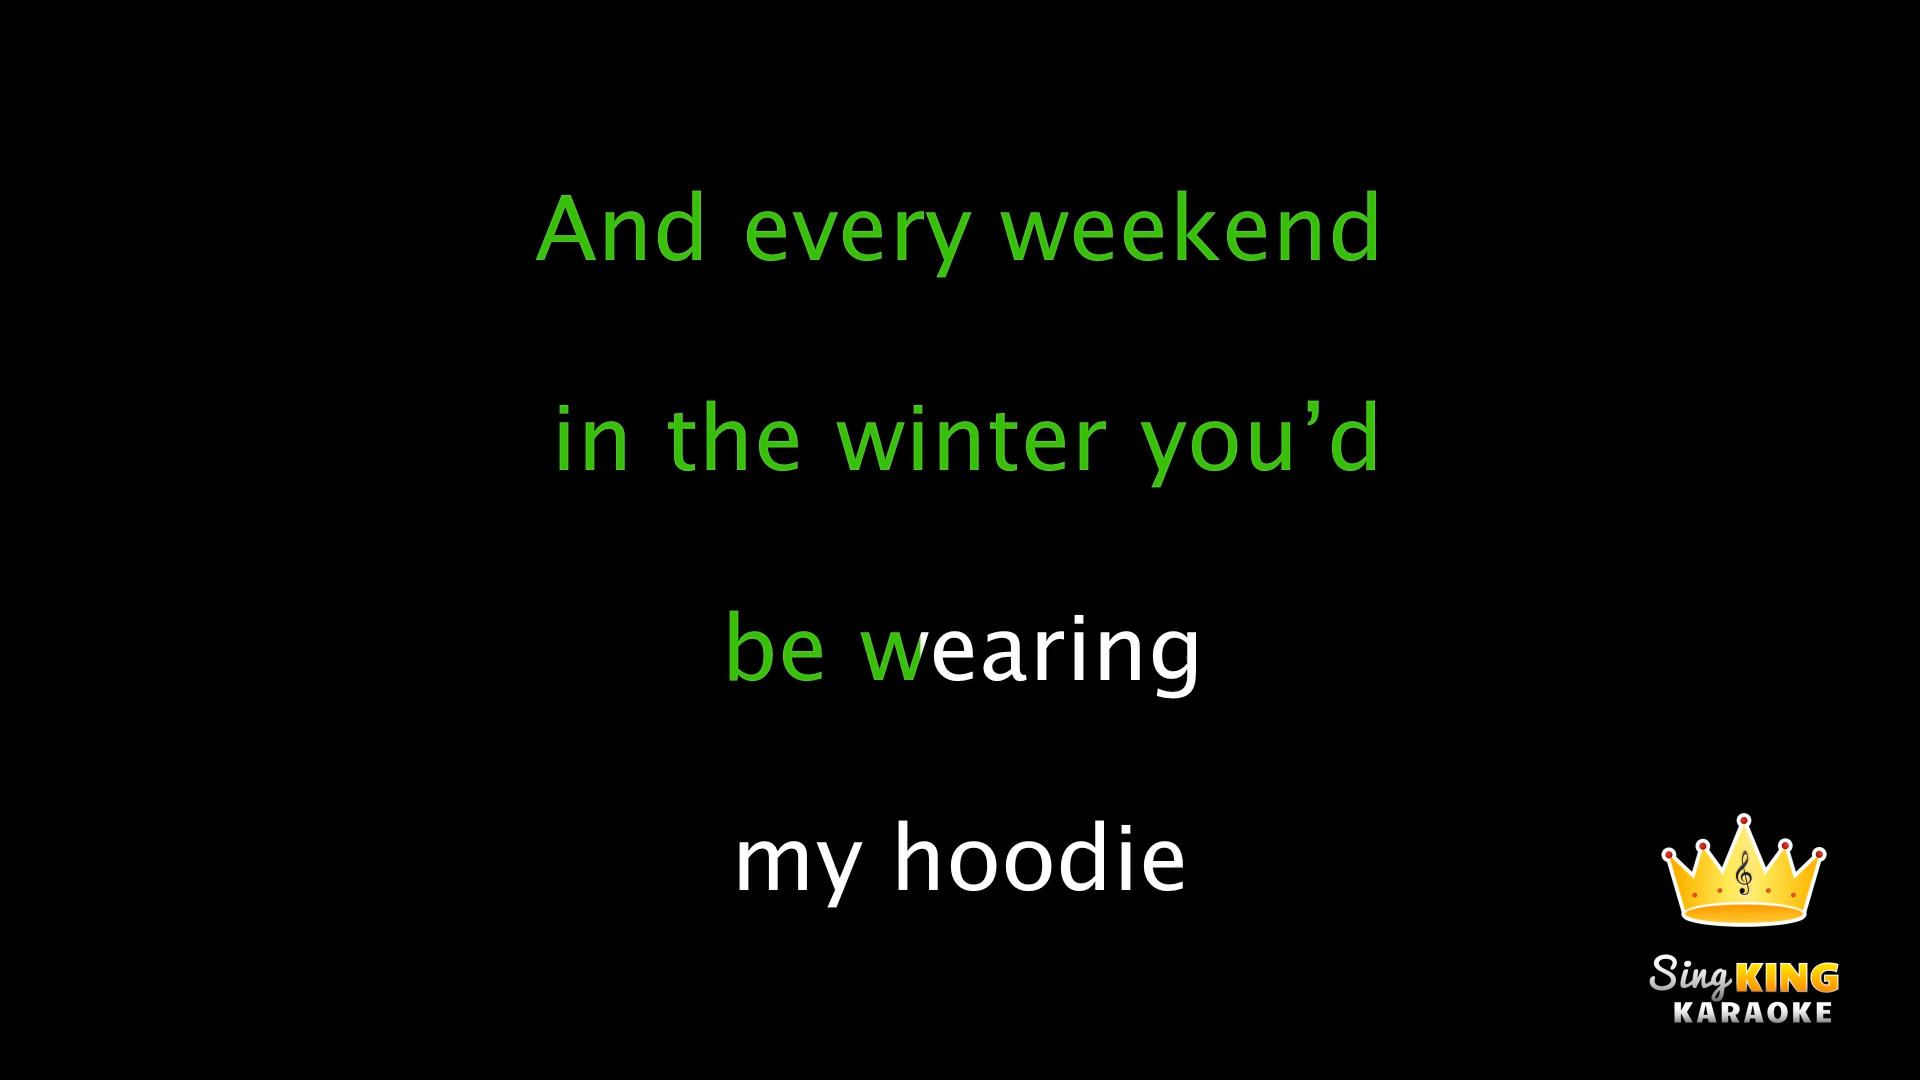 And every weekend
in the winter you’d
be wearing
my hoodie
Sing KING
KARAOKE